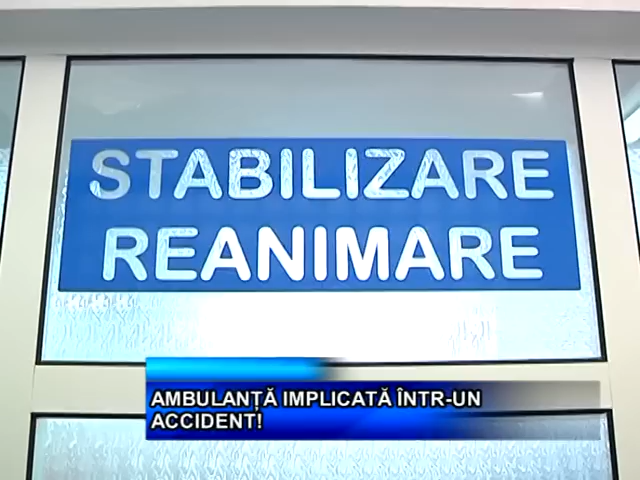 STABILIZARE
REANIMARE
AMBULANȚĂ IMPLICATĂ ÎNTR-UN
ACCIDENT!